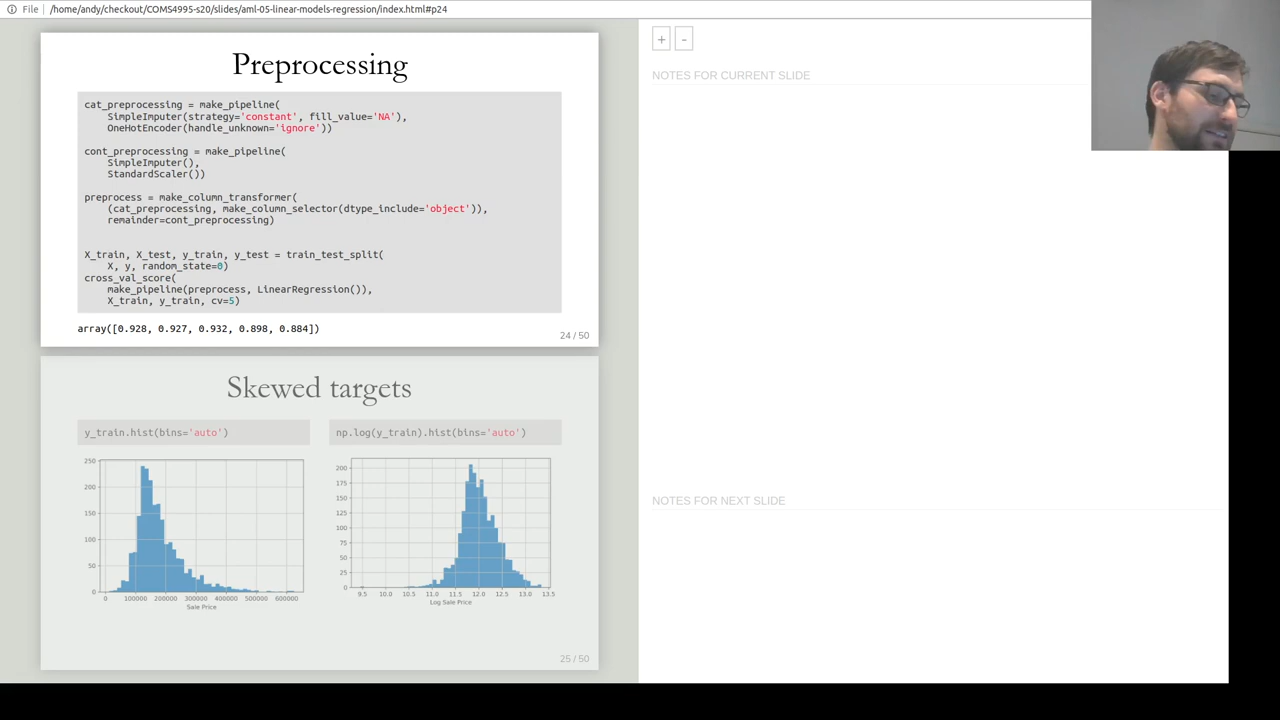 File /home/andy/checkout/COMS4995-s20/slides/aml-05-linear-models-regression/index.html#p24
Preprocessing
cat_preprocessing = make_pipeline(
    SimpleImputer(strategy='constant', fill_value='NA'),
    OneHotEncoder(handle_unknown='ignore'))
cont_preprocessing = make_pipeline(
    SimpleImputer(),
    StandardScaler())
preprocess = make_column_transformer(
    (cat_preprocessing, make_column_selector(dtype_include='object')),
    remainder=cont_preprocessing)
X_train, X_test, y_train, y_test = train_test_split(
    X, y, random_state=0)
cross_val_score(
    make_pipeline(preprocess, LinearRegression()),
    X_train, y_train, cv=5)
array([0.928, 0.927, 0.932, 0.898, 0.884])
24 / 50
Skewed targets
y_train.hist(bins='auto')
250
200
150
100
50
0
0 100000 200000 300000 400000 500000 600000
Sale Price
np.log(y_train).hist(bins='auto')
200
175
150
125
100
75
50
25
0
9.5 10.0 10.5 11.0 11.5 12.0 12.5 13.0 13.5
Log Sale Price
25 / 50
+ -
NOTES FOR CURRENT SLIDE
NOTES FOR NEXT SLIDE